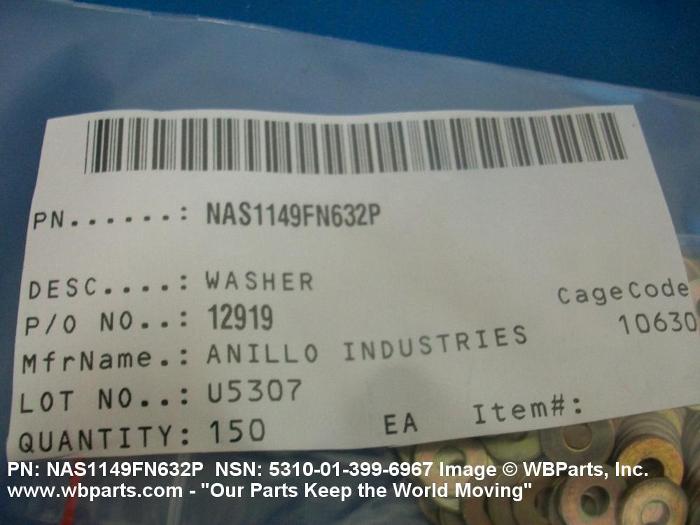 PN......: NAS1149FN632P
DESC....: WASHER
P/O NO..: 12919
CageCode
MfrName.: ANILLO INDUSTRIES
10630
LOT NO..: U5307
QUANTITY: 150 EA Item#:
PN: NAS1149FN632P NSN: 5310-01-399-6967 Image © WBParts, Inc.
www.wbparts.com - "Our Parts Keep the World Moving"